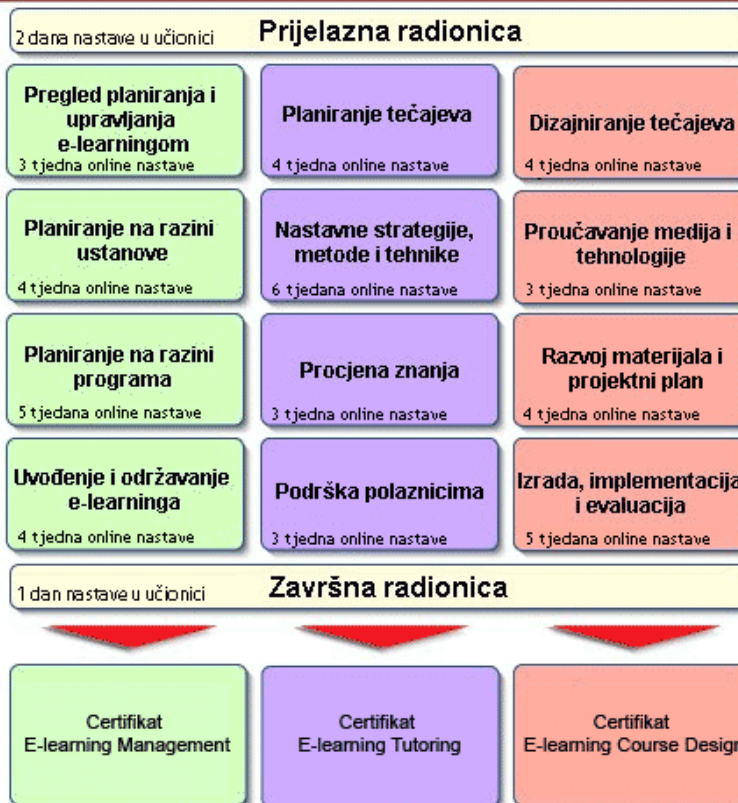 2 dana nastave u učionici Prijelazna radionica
Pregled planiranja i
upravljanja
e-learningom
3 tjedna online nastave
Planiranje tečajeva
4 tjedna online nastave
Dizajniranje tečajeva
4 tjedna online nastave
Planiranje na razini
ustanove
4 tjedna online nastave
Nastavne strategije,
metode i tehnike
6 tjedana online nastave
Proučavanje medija i
tehnologije
3 tjedna online nastave
Planiranje na razini
programa
5 tjedana online nastave
Procjena znanja
3 tjedna online nastave
Razvoj materijala i
projektni plan
4 tjedna online nastave
Uvođenje i održavanje
e-learninga
4 tjedna online nastave
Podrška polaznicima
3 tjedna online nastave
Izrada, implementacija
i evaluacija
5 tjedana online nastave
1 dan nastave u učionici Završna radionica
Certifikat
E-learning Management
Certifikat
E-learning Tutoring
Certifikat
E-learning Course Design